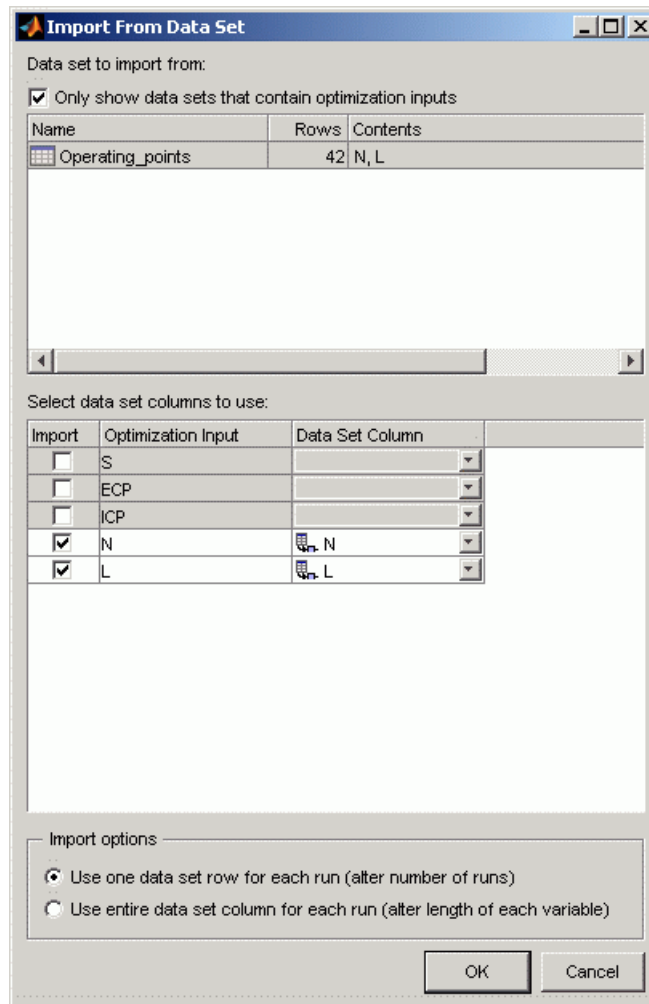 Import From Data Set
Data set to import from:
Only show data sets that contain optimization inputs
Name Rows Contents
Operating_points 42 N, L
Select data set columns to use:
Import Optimization Input Data Set Column
S
ECP
ICP
N N
L L
Import options
Use one data set row for each run (alter number of runs)
Use entire data set column for each run (alter length of each variable)
OK Cancel